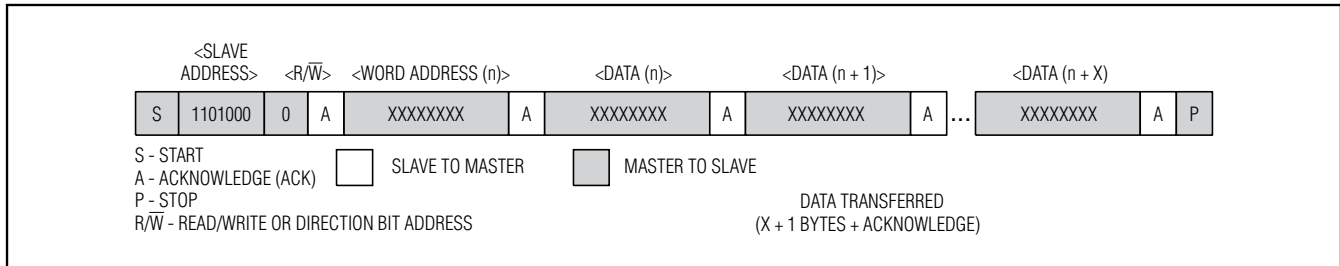 <SLAVE
ADDRESS> <R/W̅> <WORD ADDRESS (n)> <DATA (n)> <DATA (n + 1)> <DATA (n + X)
S 1101000 0 A XXXXXXXX A XXXXXXXX A XXXXXXXX A ... XXXXXXXX A P
S - START
A - ACKNOWLEDGE (ACK) SLAVE TO MASTER MASTER TO SLAVE
P - STOP DATA TRANSFERRED
R/W̅ - READ/WRITE OR DIRECTION BIT ADDRESS (X + 1 BYTES + ACKNOWLEDGE)